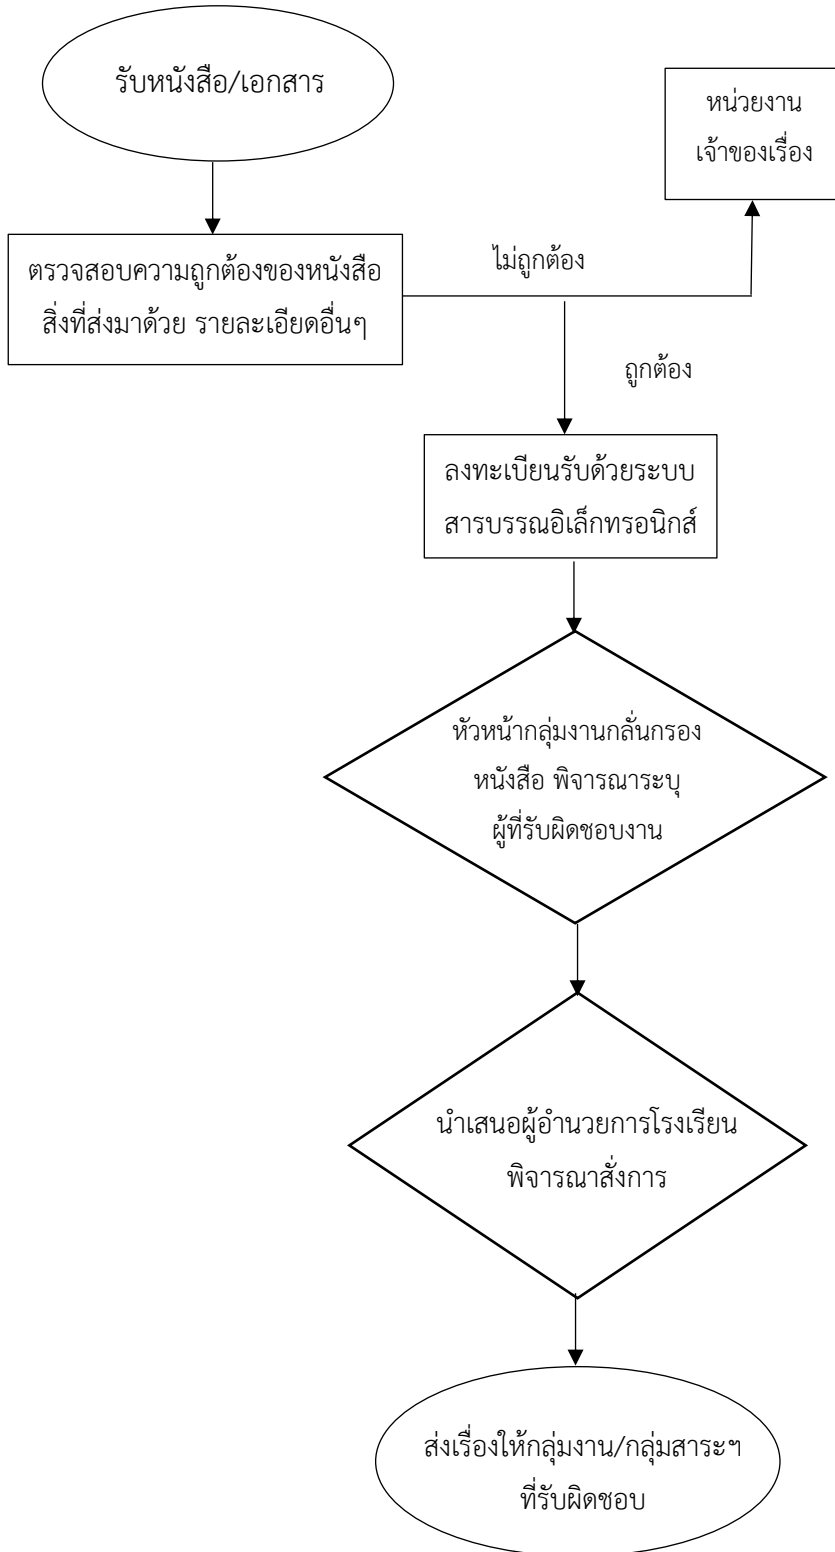 รับหนังสือ/เอกสาร
หน่วยงาน
เจ้าของเรื่อง
ตรวจสอบความถูกต้องของหนังสือ
สิ่งที่ส่งมาด้วย รายละเอียดอื่นๆ
ไม่ถูกต้อง
ถูกต้อง
ลงทะเบียนรับด้วยระบบ
สารบรรณอิเล็กทรอนิกส์
หัวหน้ากลุ่มงานกลั่นกรอง
หนังสือ พิจารณาระบุ
ผู้ที่รับผิดชอบงาน
นำเสนอผู้อำนวยการโรงเรียน
พิจารณาสั่งการ
ส่งเรื่องให้กลุ่มงาน/กลุ่มสาระฯ
ที่รับผิดชอบ